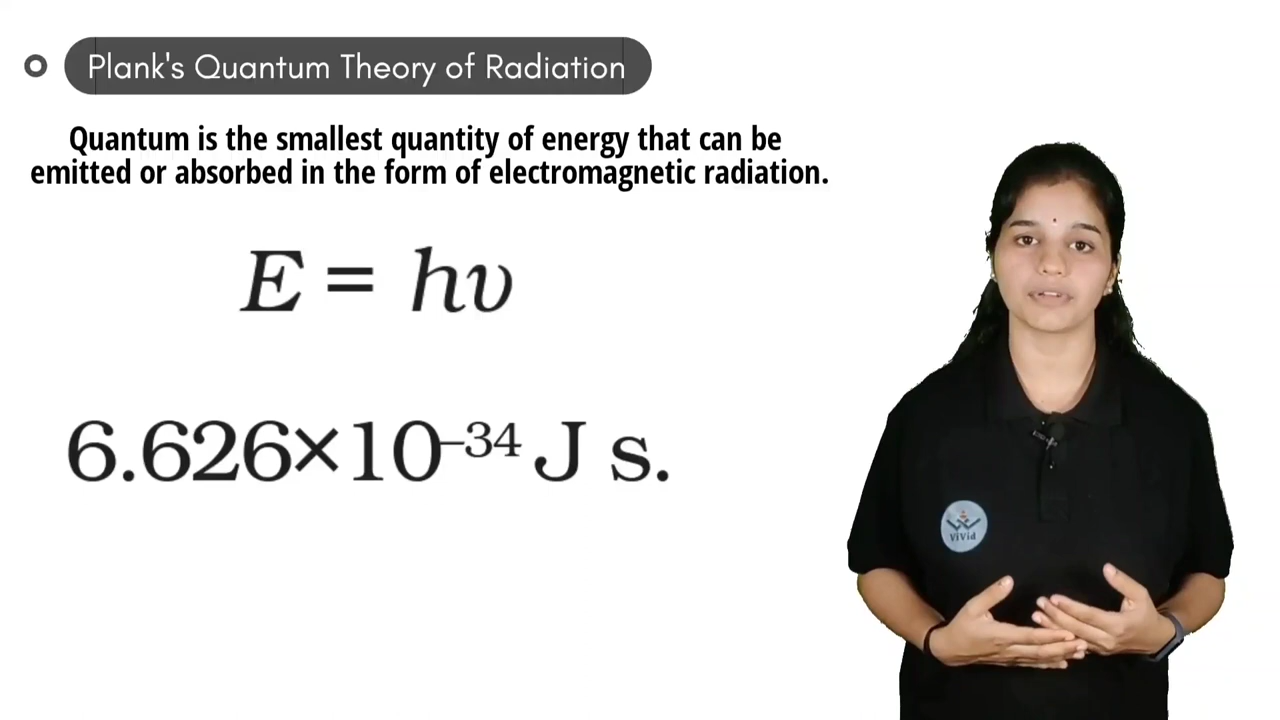 Plank's Quantum Theory of Radiation
Quantum is the smallest quantity of energy that can be
emitted or absorbed in the form of electromagnetic radiation.
E = hυ
6.626×10⁻³⁴ J s.
ViVid